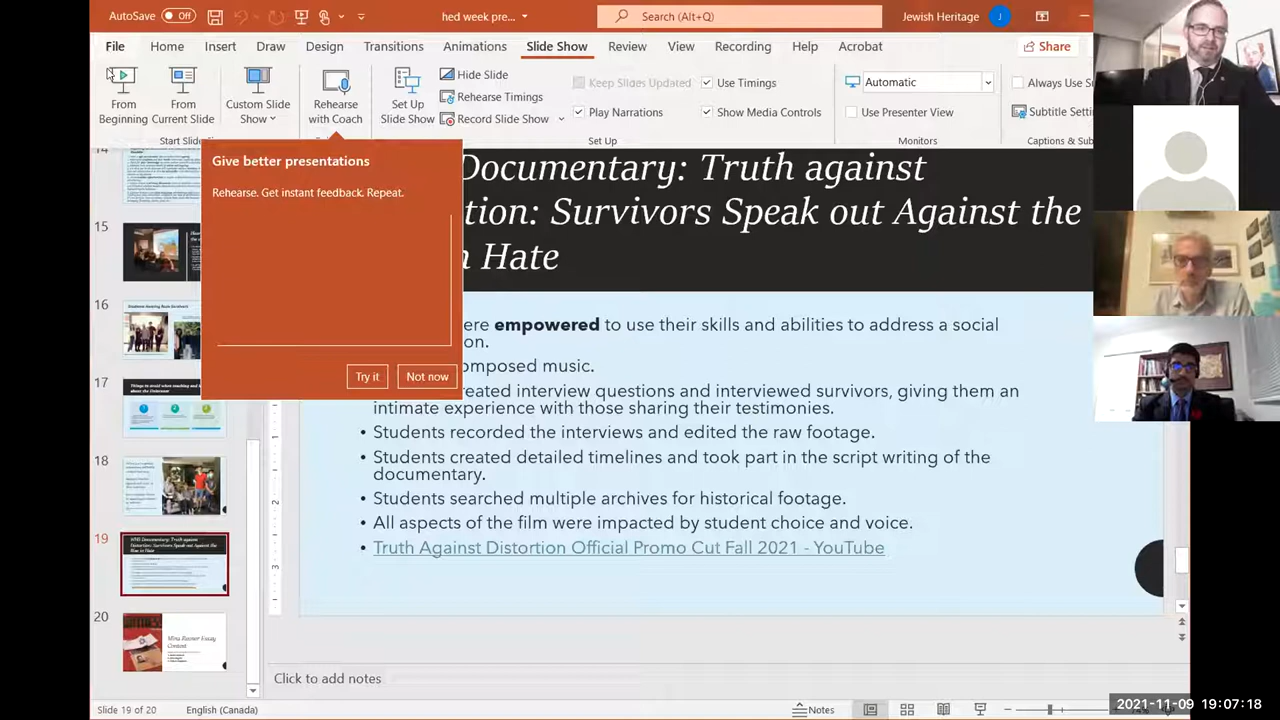 AutoSave Off hed week pre... Search (Alt+Q) Jewish Heritage J
File Home Insert Draw Design Transitions Animations Slide Show Review View Recording Help Acrobat Share
From Beginning
From Current Slide
Custom Slide Show
Rehearse with Coach
Set Up Slide Show
Hide Slide
Rehearse Timings
Record Slide Show
Keep Slides Updated
Play Narrations
Use Timings
Show Media Controls
Automatic
Use Presenter View
Always Use S
Subtitle Setti
Start Slide
Give better presentations
Rehearse. Get instant feedback. Repeat.
Try it Not now
15
16
Students Meeting Rosie Survivors
17
18
19
20
Mina Rosner Essay Contest
Documentary: Truth against
tion: Survivors Speak out Against the
n Hate
ere empowered to use their skills and abilities to address a social
on.
omposed music.
reated interview questions and interviewed survivors, giving them an
intimate experience with those sharing their testimonies.
• Students recorded the interviews and edited the raw footage.
• Students created detailed timelines and took part in the script writing of the
documentary.
• Students searched multiple archives for historical footage.
• All aspects of the film were impacted by student choice and voice.
Truth Against Distortion Promo Cut Fall 2021 - YouTube
Click to add notes
Slide 19 of 20 English (Canada) Notes
2021-11-09 19:07:18